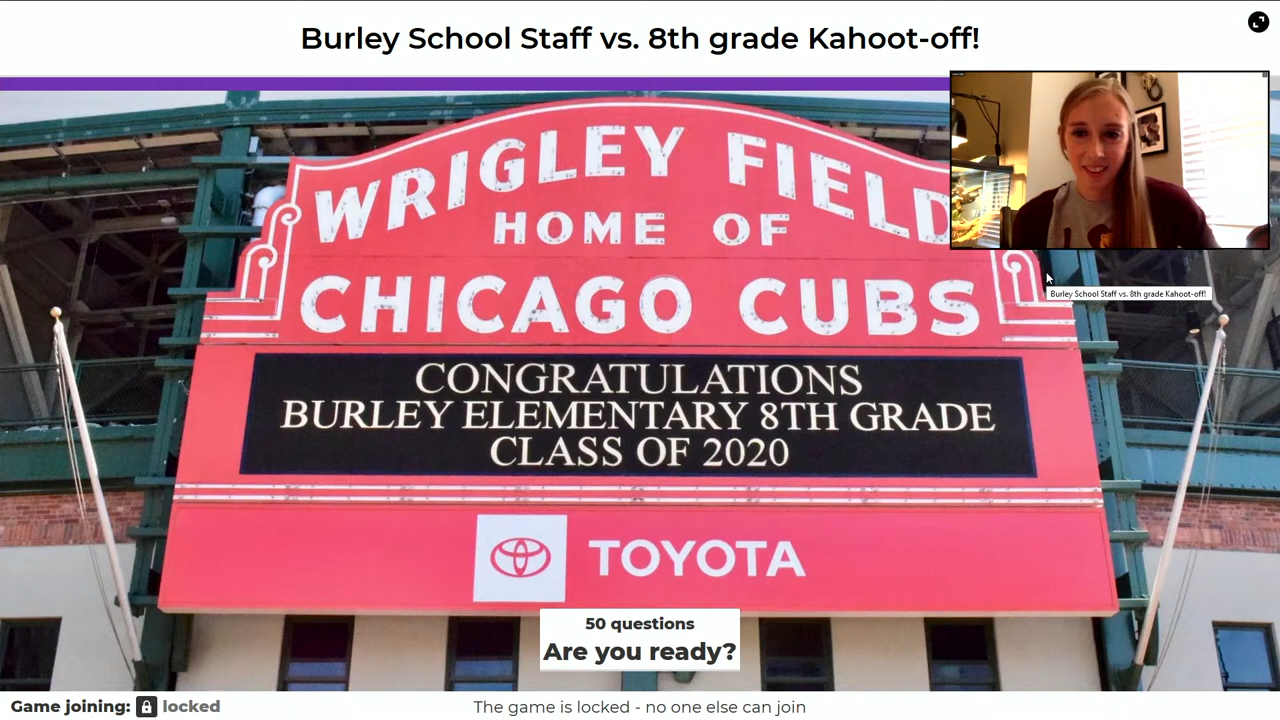 Burley School Staff vs. 8th grade Kahoot-off!
WRIGLEY FIELD
HOME OF
CHICAGO CUBS
Burley School Staff vs. 8th grade Kahoot-off!
CONGRATULATIONS
BURLEY ELEMENTARY 8TH GRADE
CLASS OF 2020
TOYOTA
50 questions
Are you ready?
Game joining: locked
The game is locked - no one else can join